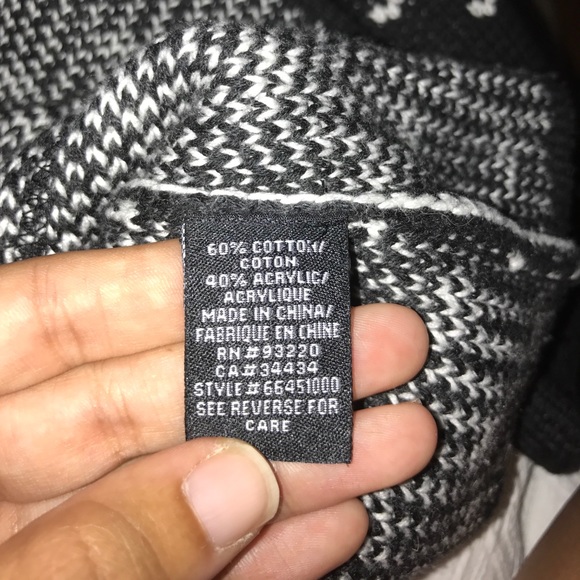 60% COTTON/
COTON
40% ACRYLIC/
ACRYLIQUE
MADE IN CHINA/
FABRIQUE EN CHINE
RN#93220
CA#34434
STYLE#66451000
SEE REVERSE FOR
CARE